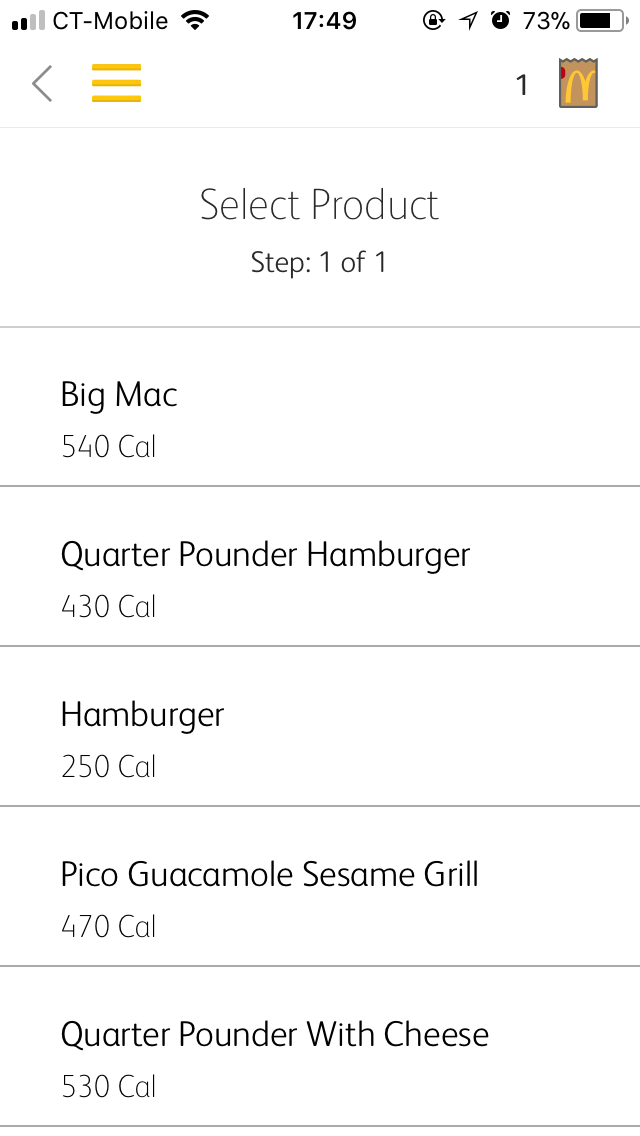 CT-Mobile 17:49 73%
1
Select Product
Step: 1 of 1
Big Mac
540 Cal
Quarter Pounder Hamburger
430 Cal
Hamburger
250 Cal
Pico Guacamole Sesame Grill
470 Cal
Quarter Pounder With Cheese
530 Cal